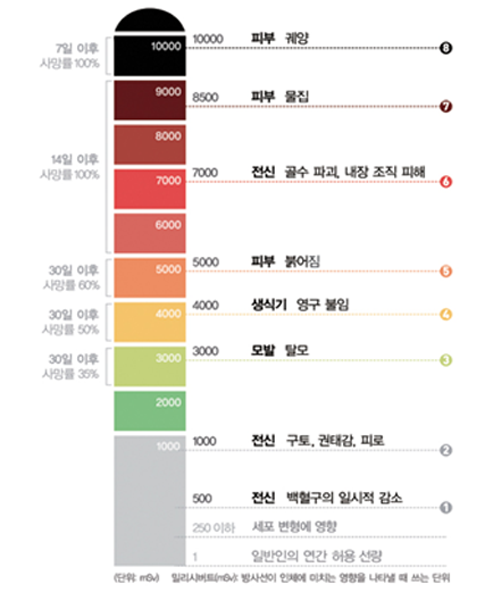 10000 10000 피부 궤양 8
7일 이후
사망률 100%
9000 8500 피부 물집 7
8000
14일 이후
사망률 100%
7000 7000 전신 골수 파괴, 내장 조직 피해 6
6000
30일 이후
사망률 60%
5000 5000 피부 붉어짐 5
30일 이후
사망률 50%
4000 4000 생식기 영구 불임 4
30일 이후
사망률 35%
3000 3000 모발 탈모 3
2000
1000 1000 전신 구토, 권태감, 피로 2
500 전신 백혈구의 일시적 감소 1
250 이하 세포 변형에 영향
1 일반인의 연간 허용 선량
(단위: mSv) 밀리시버트(mSv): 방사선이 인체에 미치는 영향을 나타낼 때 쓰는 단위